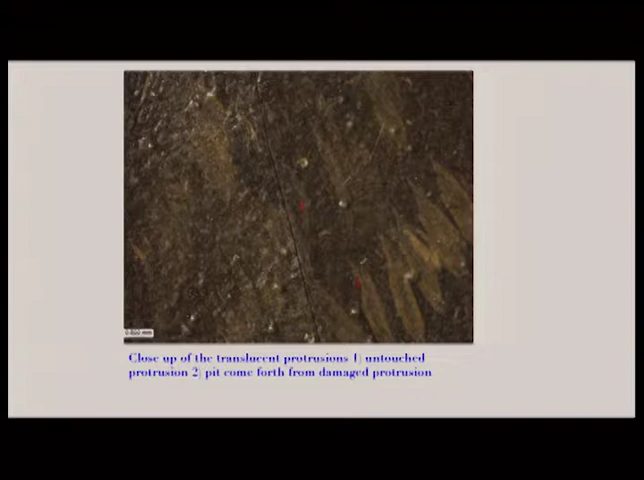 Close up of the translucent protrusions 1) untouched
protrusion 2) pit come forth from damaged protrusion